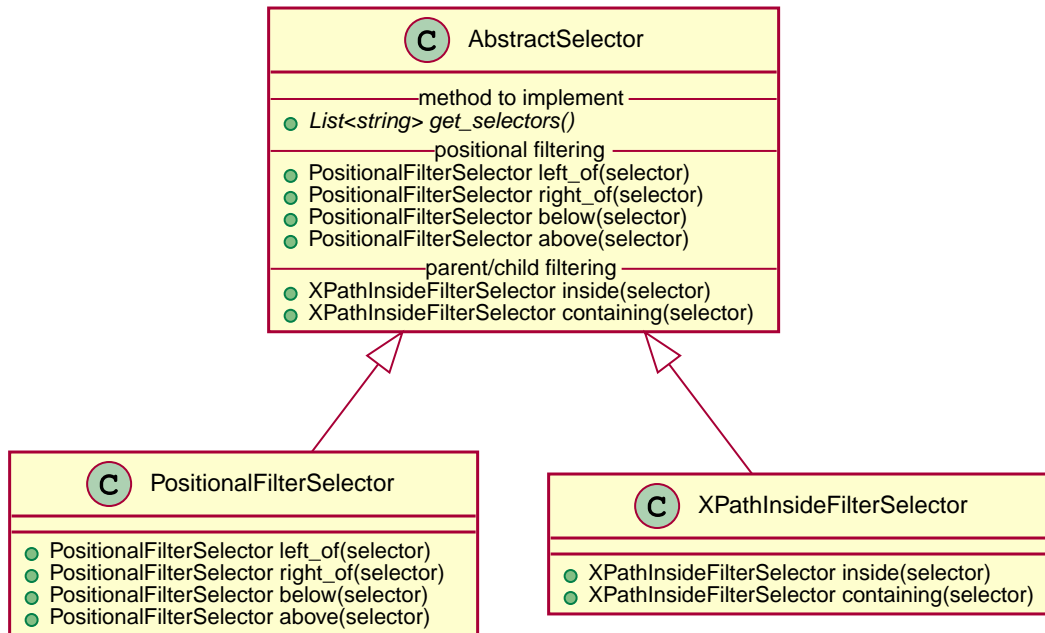 C AbstractSelector
method to implement
List<string> get_selectors()
positional filtering
PositionalFilterSelector left_of(selector)
PositionalFilterSelector right_of(selector)
PositionalFilterSelector below(selector)
PositionalFilterSelector above(selector)
parent/child filtering
XPathInsideFilterSelector inside(selector)
XPathInsideFilterSelector containing(selector)
C PositionalFilterSelector
PositionalFilterSelector left_of(selector)
PositionalFilterSelector right_of(selector)
PositionalFilterSelector below(selector)
PositionalFilterSelector above(selector)
C XPathInsideFilterSelector
XPathInsideFilterSelector inside(selector)
XPathInsideFilterSelector containing(selector)